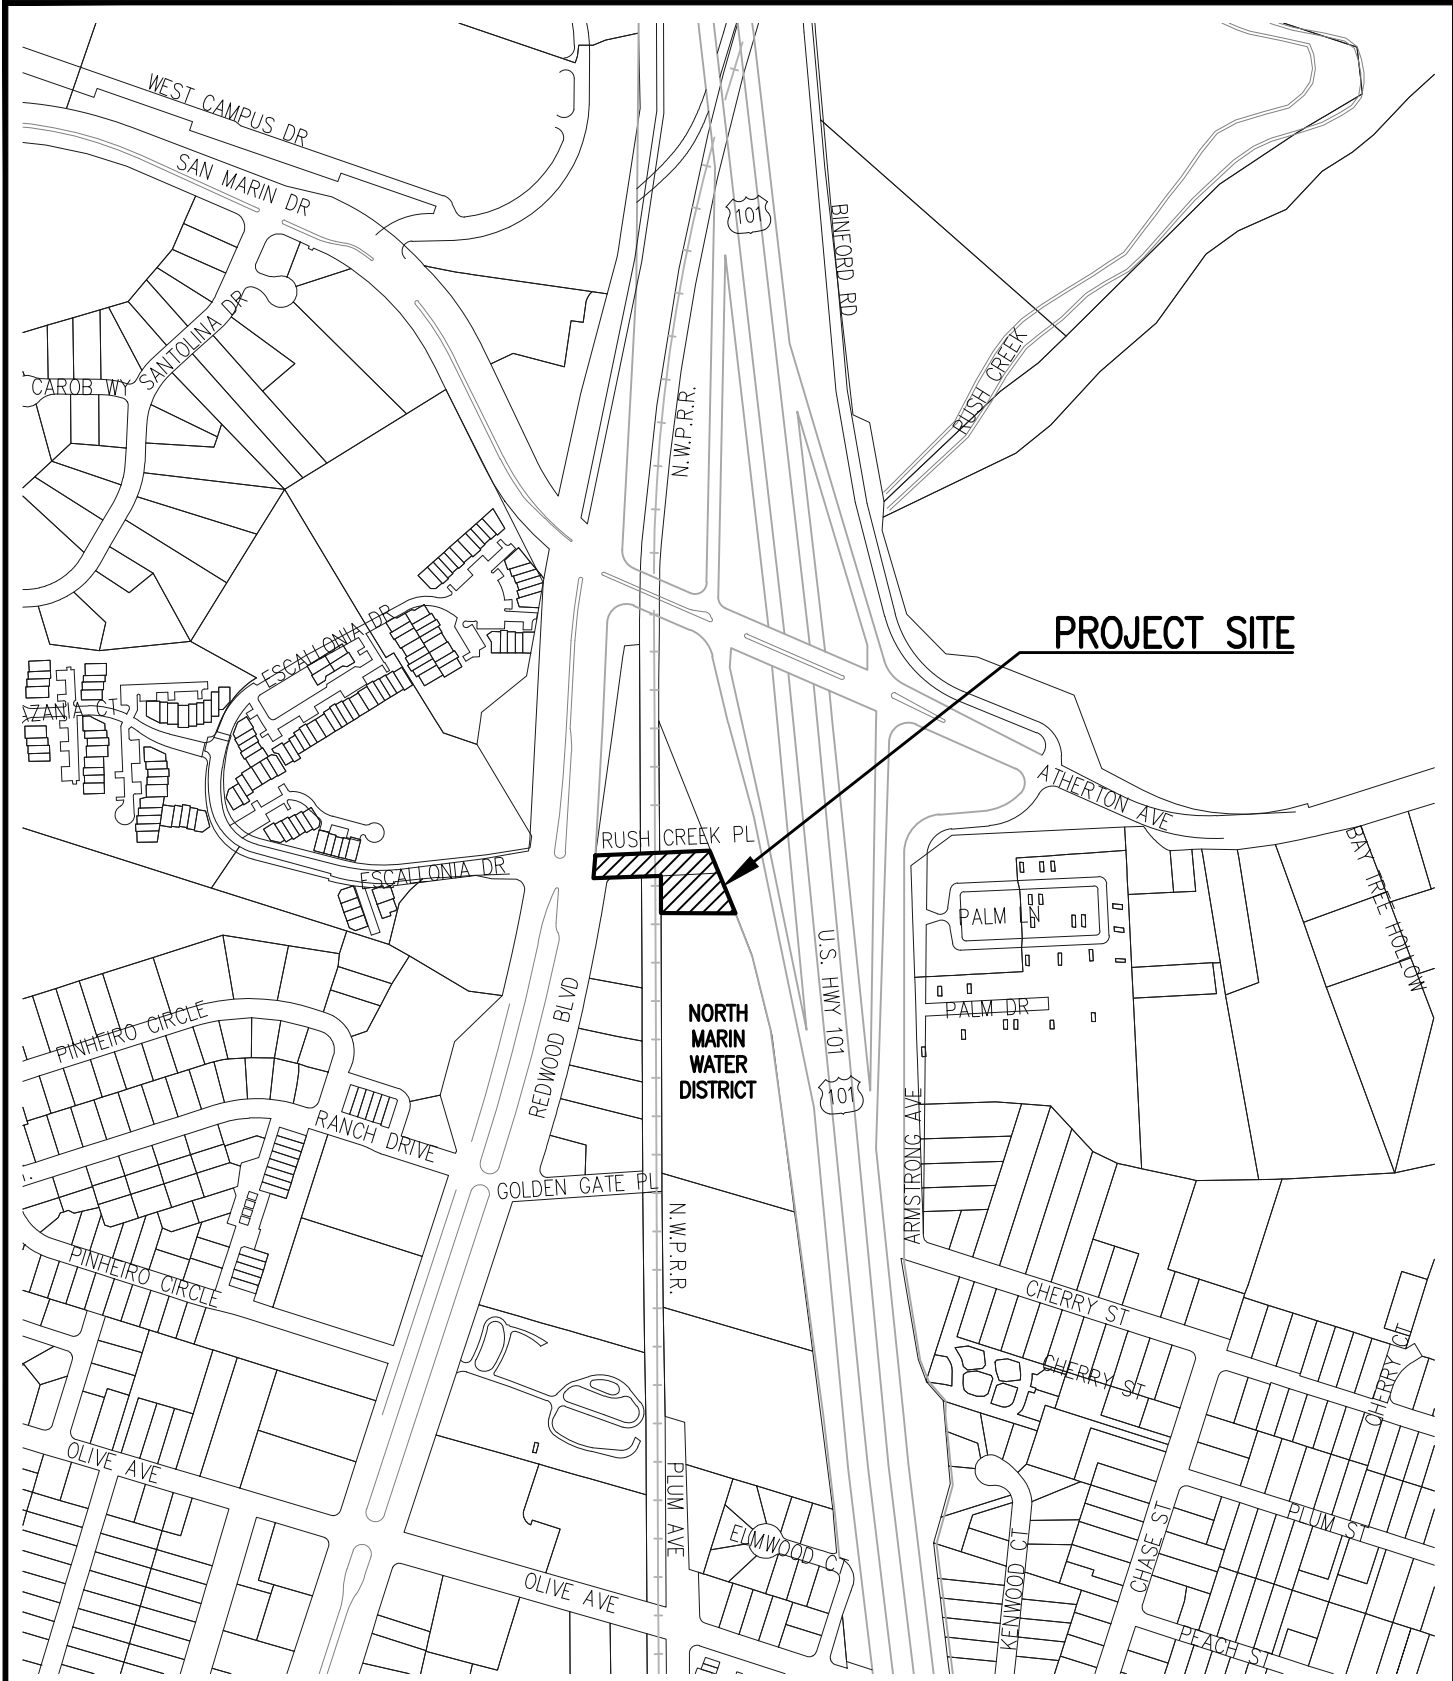 WEST CAMPUS DR
SAN MARIN DR
101
BINFORD RD
SANTOLINA DR
CAROB WY
RUSH CREEK
N.W.P.R.R.
ESCALLONIA DR
PROJECT SITE
AZANIA CT
ATHERTON AVE
RUSH CREEK PL
ESCALLONIA DR
BAY TREE HOLLOW
PALM LN
U.S. HWY 101
PALM DR
NORTH
MARIN
WATER
DISTRICT
PINHEIRO CIRCLE
REDWOOD BLVD
101
RANCH DRIVE
ARMSTRONG AVE
GOLDEN GATE PL
N.W.P.R.R.
PINHEIRO CIRCLE
CHERRY ST
CHERRY ST
CHERRY CT
OLIVE AVE
PLUM AVE
ELMWOOD CT
PLUM ST
CHASE ST
KENWOOD CT
OLIVE AVE
PEACH ST